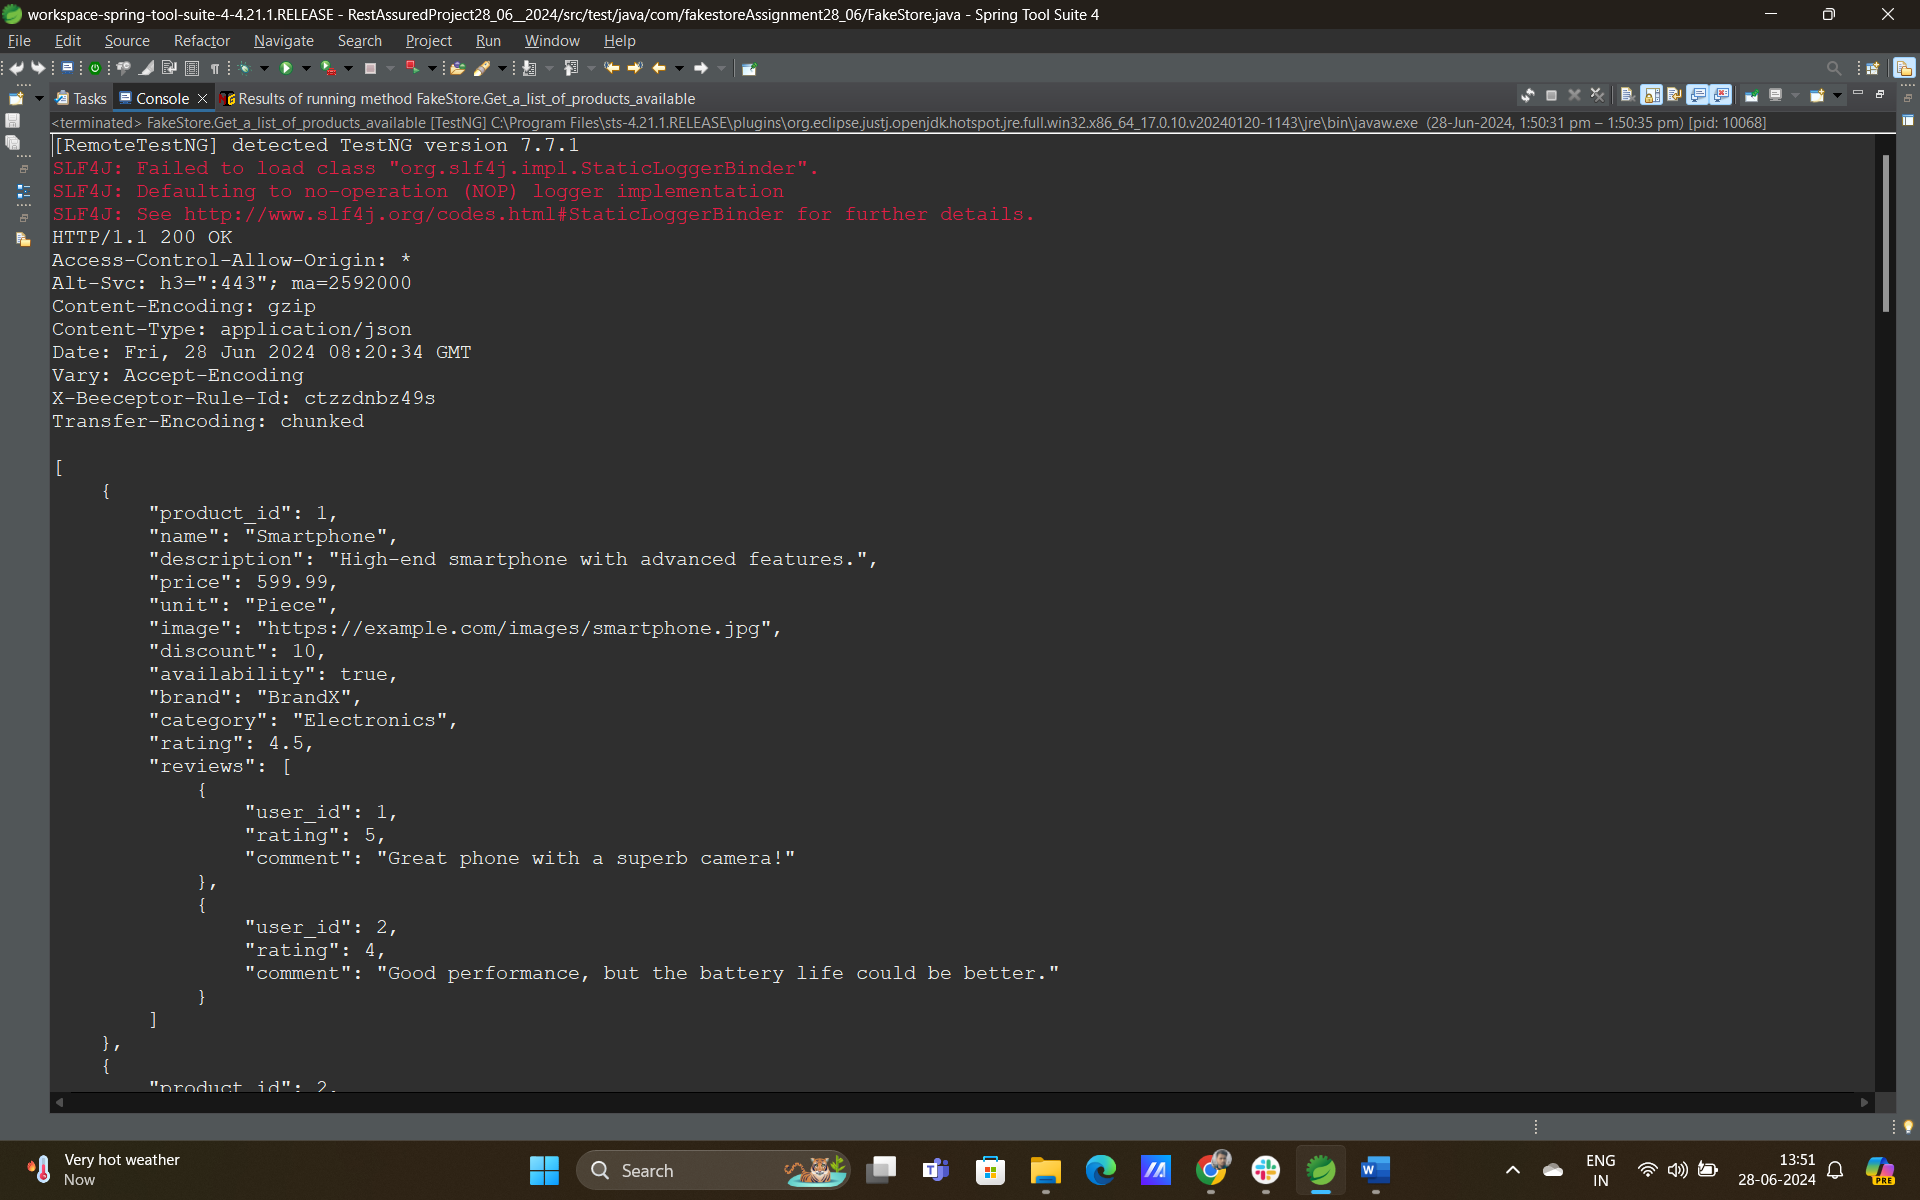 workspace-spring-tool-suite-4-4.21.1.RELEASE - RestAssuredProject28_06__2024/src/test/java/com/fakestoreAssignment28_06/FakeStore.java - Spring Tool Suite 4
File Edit Source Refactor Navigate Search Project Run Window Help
Tasks Console Results of running method FakeStore.Get_a_list_of_products_available
<terminated> FakeStore.Get_a_list_of_products_available [TestNG] C:\Program Files\sts-4.21.1.RELEASE\plugins\org.eclipse.justj.openjdk.hotspot.jre.full.win32.x86_64_17.0.10.v20240120-1143\jre\bin\javaw.exe (28-Jun-2024, 1:50:31 pm – 1:50:35 pm) [pid: 10068]
[RemoteTestNG] detected TestNG version 7.7.1
SLF4J: Failed to load class "org.slf4j.impl.StaticLoggerBinder".
SLF4J: Defaulting to no-operation (NOP) logger implementation
SLF4J: See http://www.slf4j.org/codes.html#StaticLoggerBinder for further details.
HTTP/1.1 200 OK
Access-Control-Allow-Origin: *
Alt-Svc: h3=":443"; ma=2592000
Content-Encoding: gzip
Content-Type: application/json
Date: Fri, 28 Jun 2024 08:20:34 GMT
Vary: Accept-Encoding
X-Beeceptor-Rule-Id: ctzzdnbz49s
Transfer-Encoding: chunked
[
{
"product_id": 1,
"name": "Smartphone",
"description": "High-end smartphone with advanced features.",
"price": 599.99,
"unit": "Piece",
"image": "https://example.com/images/smartphone.jpg",
"discount": 10,
"availability": true,
"brand": "BrandX",
"category": "Electronics",
"rating": 4.5,
"reviews": [
{
"user_id": 1,
"rating": 5,
"comment": "Great phone with a superb camera!"
},
{
"user_id": 2,
"rating": 4,
"comment": "Good performance, but the battery life could be better."
}
]
},
{
"product_id": 2,
Very hot weather
Now
Search
ENG
IN
13:51
28-06-2024
PRE